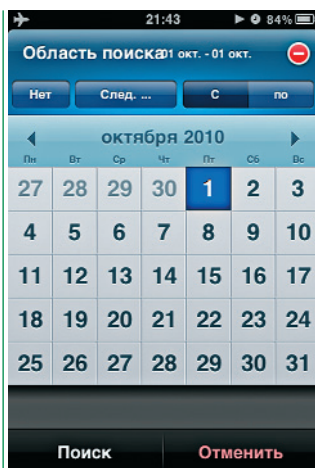 21:43 84%
Область поиска 01 окт. - 01 окт.
Нет След. ... С по
октября 2010
Пн Вт Ср Чт Пт Сб Вс
27 28 29 30 1 2 3
4 5 6 7 8 9 10
11 12 13 14 15 16 17
18 19 20 21 22 23 24
25 26 27 28 29 30 31
Поиск Отменить